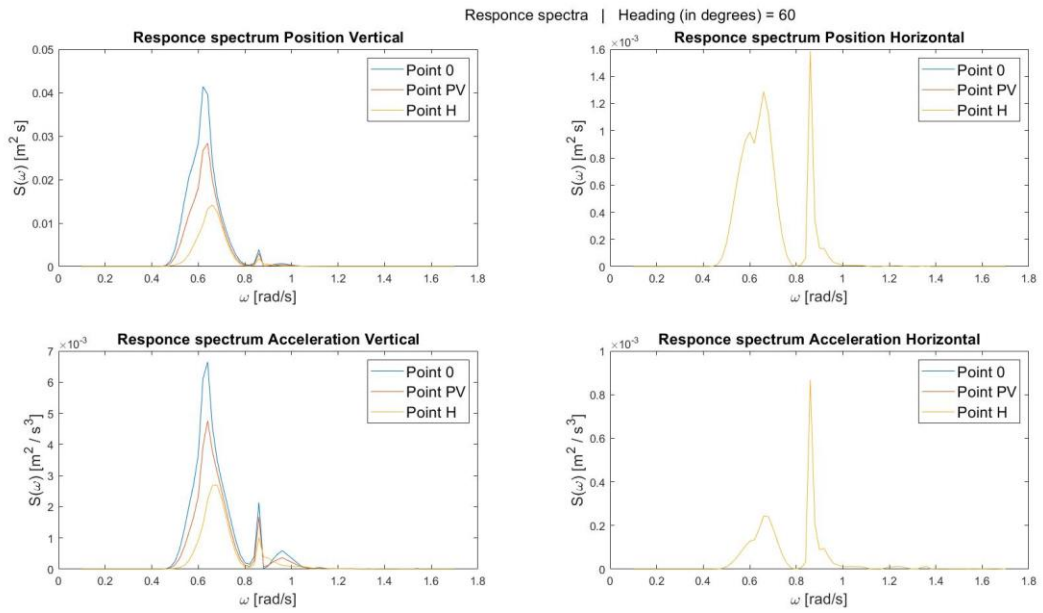 Responce spectra | Heading (in degrees) = 60
Responce spectrum Position Vertical
0.05
0.04
0.03
0.02
0.01
0
S(ω) [m² s]
Point 0
Point PV
Point H
0 0.2 0.4 0.6 0.8 1 1.2 1.4 1.6 1.8
ω [rad/s]
Responce spectrum Position Horizontal
×10⁻³
1.6
1.4
1.2
1
0.8
0.6
0.4
0.2
0
S(ω) [m² s]
Point 0
Point PV
Point H
0 0.2 0.4 0.6 0.8 1 1.2 1.4 1.6 1.8
ω [rad/s]
Responce spectrum Acceleration Vertical
×10⁻³
7
6
5
4
3
2
1
0
S(ω) [m² / s³]
Point 0
Point PV
Point H
0 0.2 0.4 0.6 0.8 1 1.2 1.4 1.6 1.8
ω [rad/s]
Responce spectrum Acceleration Horizontal
×10⁻³
1
0.8
0.6
0.4
0.2
0
S(ω) [m² / s³]
Point 0
Point PV
Point H
0 0.2 0.4 0.6 0.8 1 1.2 1.4 1.6 1.8
ω [rad/s]